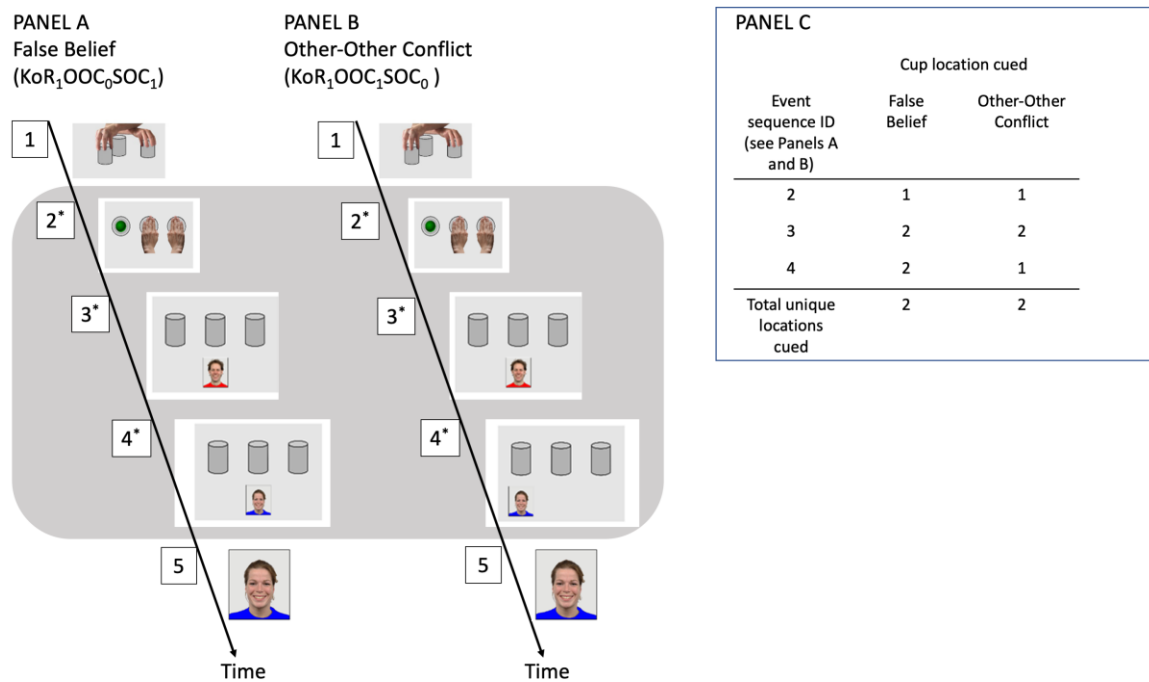 PANEL A
False Belief
(KoR₁OOC₀SOC₁)
1
2*
3*
4*
5
Time
PANEL B
Other-Other Conflict
(KoR₁OOC₁SOC₀ )
1
2*
3*
4*
5
Time
PANEL C
Cup location cued
Event
sequence ID
(see Panels A
and B)
False
Belief
Other-Other
Conflict
2 1 1
3 2 2
4 2 1
Total unique
locations
cued
2 2